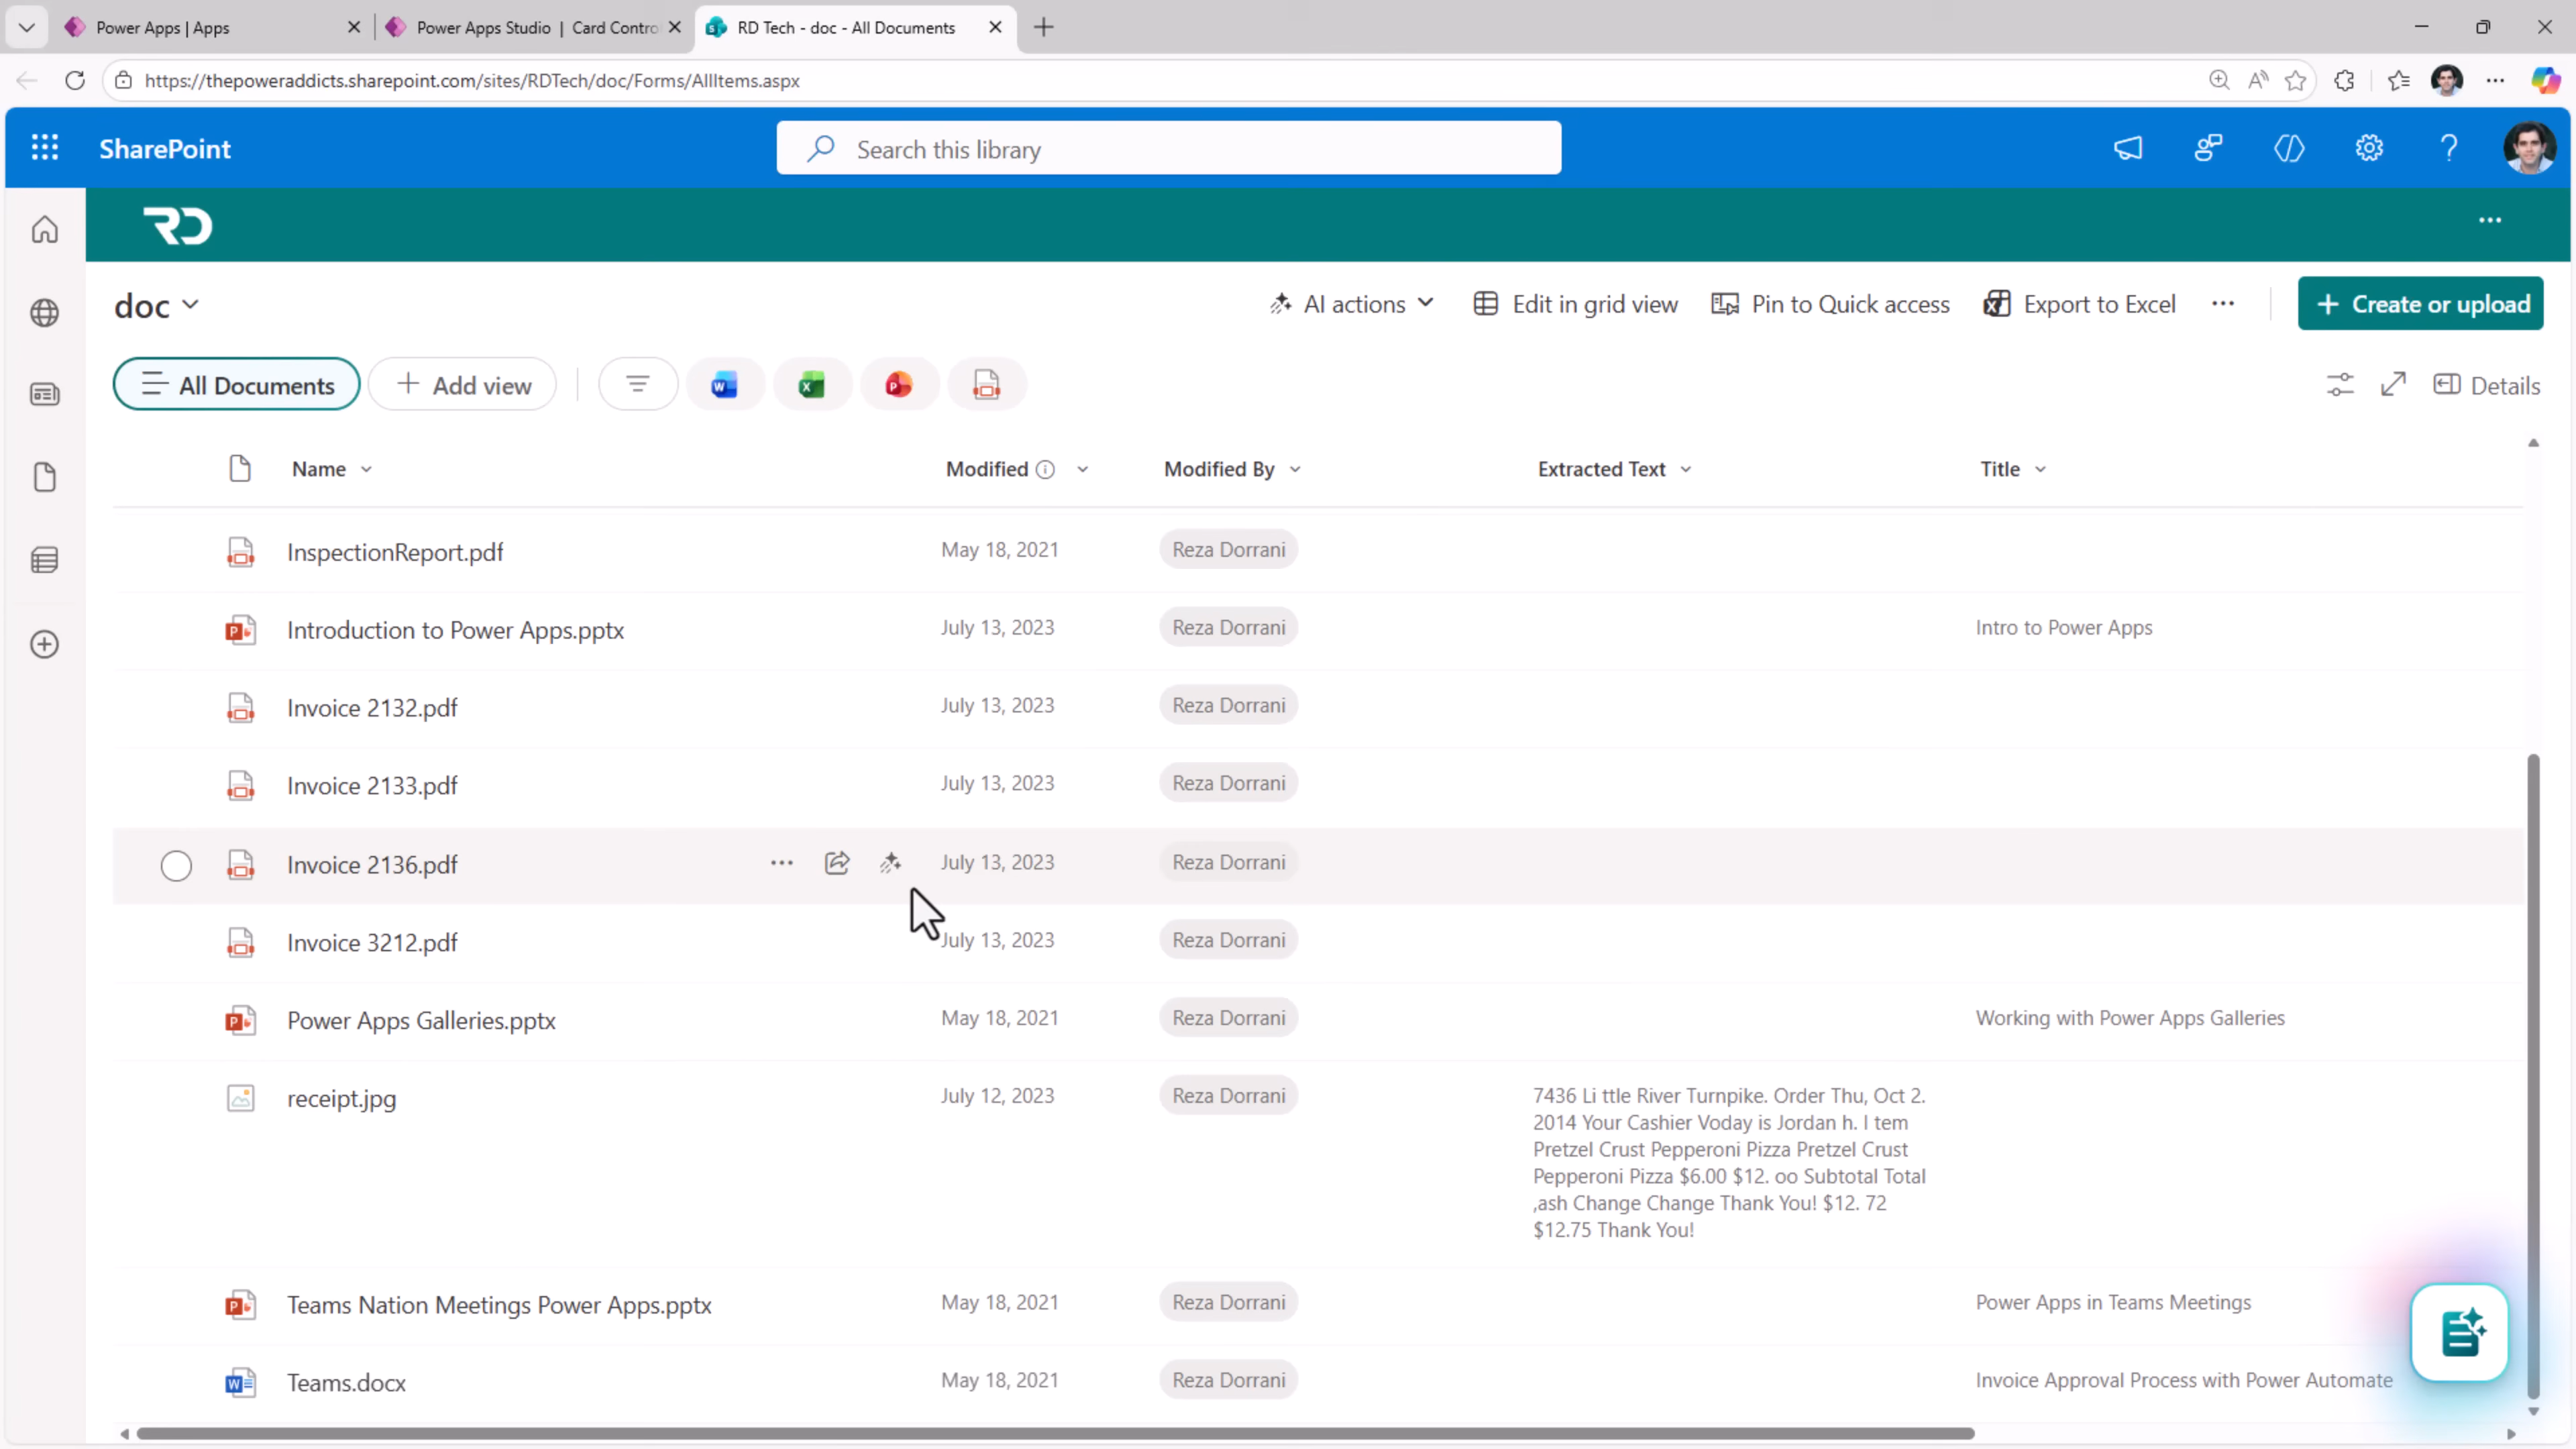 Power Apps | Apps
Power Apps Studio | Card Contro
RD Tech - doc - All Documents
https://thepoweraddicts.sharepoint.com/sites/RDTech/doc/Forms/AllItems.aspx
SharePoint
Search this library
RD
doc
AI actions
Edit in grid view
Pin to Quick access
Export to Excel
Create or upload
All Documents
Add view
Details
Name Modified Modified By Extracted Text Title
InspectionReport.pdf May 18, 2021 Reza Dorrani
Introduction to Power Apps.pptx July 13, 2023 Reza Dorrani Intro to Power Apps
Invoice 2132.pdf July 13, 2023 Reza Dorrani
Invoice 2133.pdf July 13, 2023 Reza Dorrani
Invoice 2136.pdf July 13, 2023 Reza Dorrani
Invoice 3212.pdf July 13, 2023 Reza Dorrani
Power Apps Galleries.pptx May 18, 2021 Reza Dorrani Working with Power Apps Galleries
receipt.jpg July 12, 2023 Reza Dorrani 7436 Li ttle River Turnpike. Order Thu, Oct 2.
2014 Your Cashier Voday is Jordan h. I tem
Pretzel Crust Pepperoni Pizza Pretzel Crust
Pepperoni Pizza $6.00 $12. oo Subtotal Total
,ash Change Change Thank You! $12. 72
$12.75 Thank You!
Teams Nation Meetings Power Apps.pptx May 18, 2021 Reza Dorrani Power Apps in Teams Meetings
Teams.docx May 18, 2021 Reza Dorrani Invoice Approval Process with Power Automate